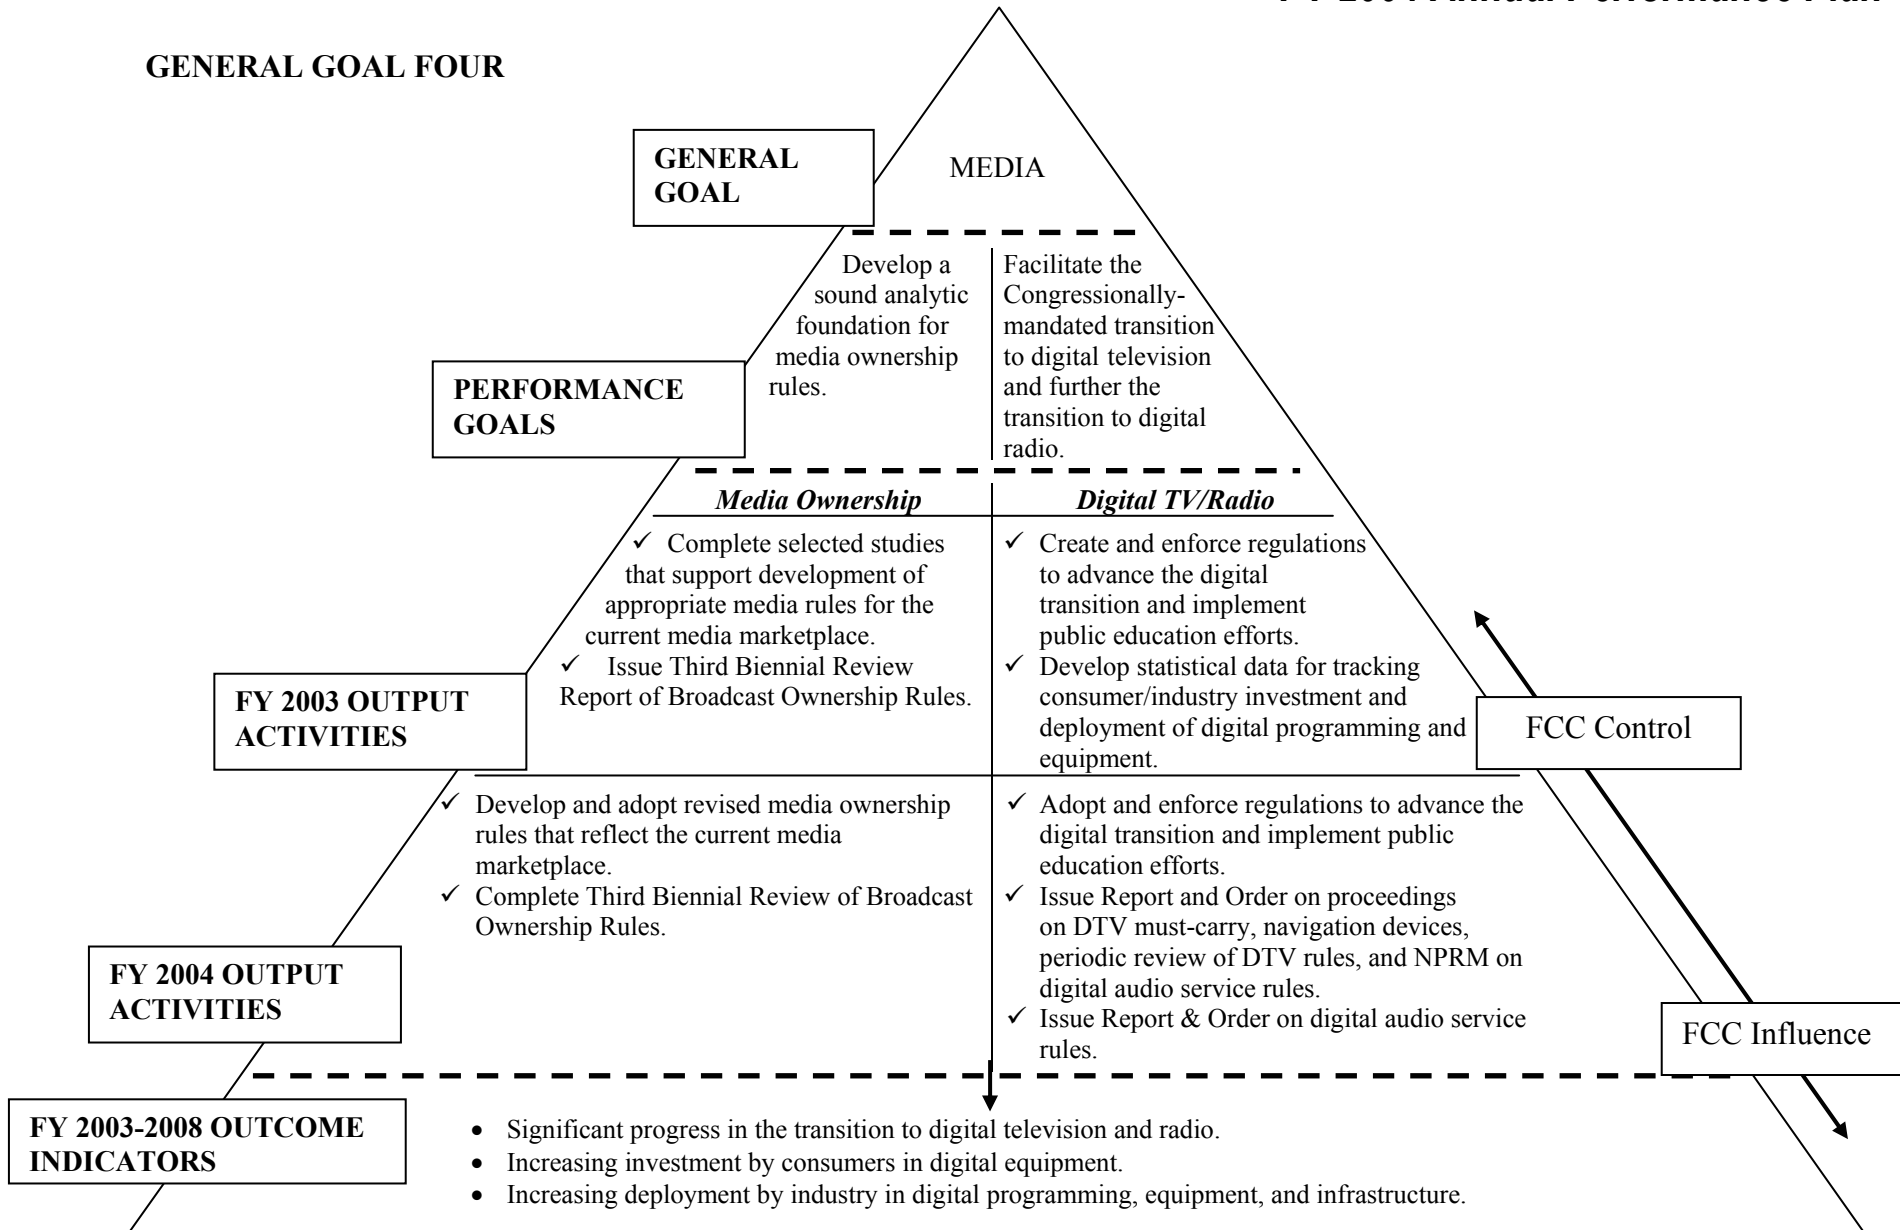 GENERAL GOAL FOUR
GENERAL
GOAL
MEDIA
PERFORMANCE
GOALS
Develop a
sound analytic
foundation for
media ownership
rules.
Facilitate the
Congressionally-
mandated transition
to digital television
and further the
transition to digital
radio.
Media Ownership
Digital TV/Radio
FY 2003 OUTPUT
ACTIVITIES
✓ Complete selected studies
that support development of
appropriate media rules for the
current media marketplace.
✓ Issue Third Biennial Review
Report of Broadcast Ownership Rules.
✓ Create and enforce regulations
to advance the digital
transition and implement
public education efforts.
✓ Develop statistical data for tracking
consumer/industry investment and
deployment of digital programming and
equipment.
FCC Control
FY 2004 OUTPUT
ACTIVITIES
✓ Develop and adopt revised media ownership
rules that reflect the current media
marketplace.
✓ Complete Third Biennial Review of Broadcast
Ownership Rules.
✓ Adopt and enforce regulations to advance the
digital transition and implement public
education efforts.
✓ Issue Report and Order on proceedings
on DTV must-carry, navigation devices,
periodic review of DTV rules, and NPRM on
digital audio service rules.
✓ Issue Report & Order on digital audio service
rules.
FCC Influence
FY 2003-2008 OUTCOME
INDICATORS
• Significant progress in the transition to digital television and radio.
• Increasing investment by consumers in digital equipment.
• Increasing deployment by industry in digital programming, equipment, and infrastructure.